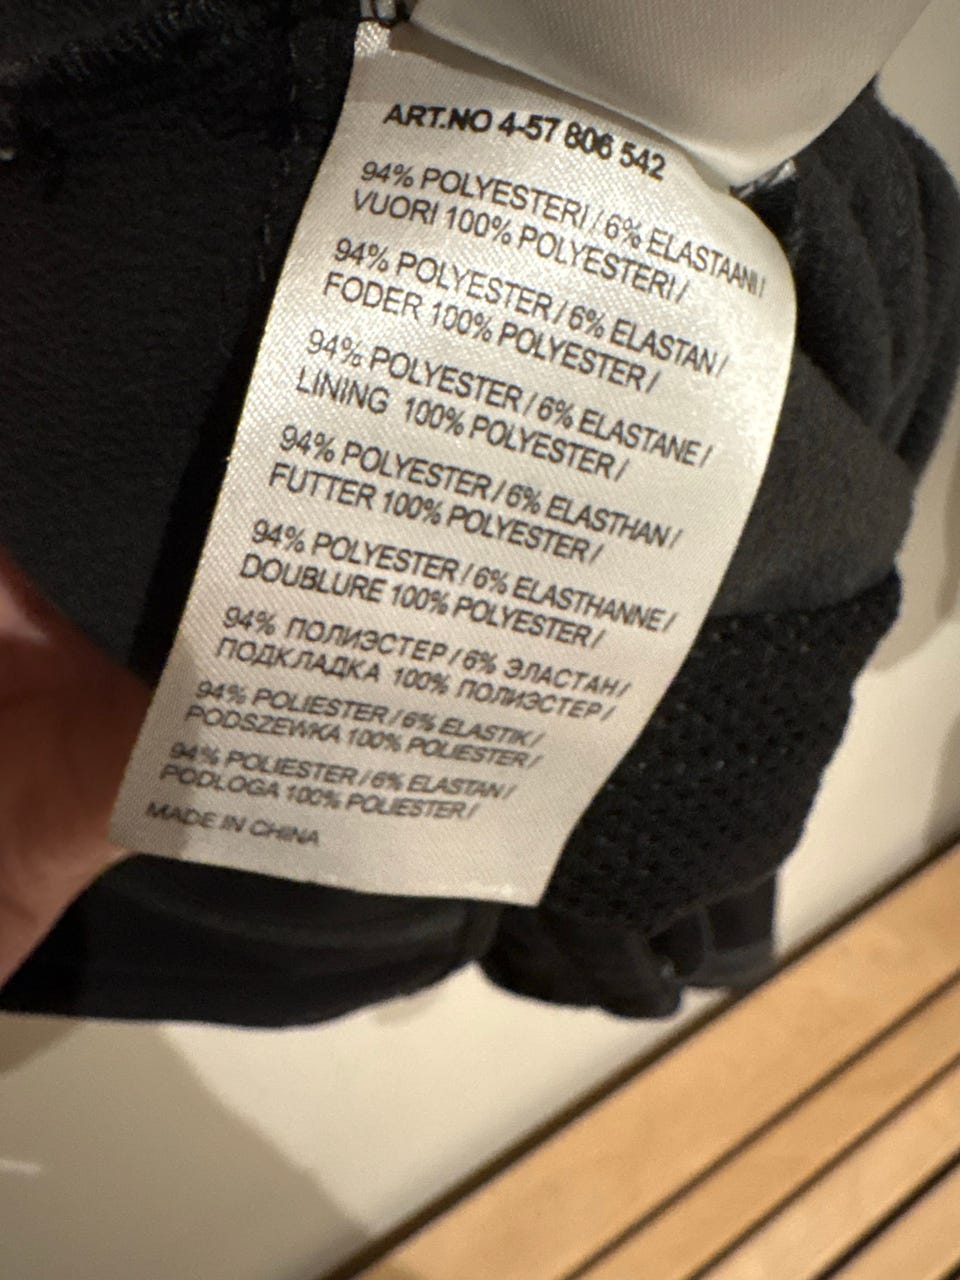 ART.NO 4-57 806 542
94% POLYESTERI / 6% ELASTAANI /
VUORI 100% POLYESTERI /
94% POLYESTER / 6% ELASTAN /
FODER 100% POLYESTER /
94% POLYESTER / 6% ELASTANE /
LINING 100% POLYESTER /
94% POLYESTER / 6% ELASTHAN /
FUTTER 100% POLYESTER /
94% POLYESTER / 6% ELASTHANNE /
DOUBLURE 100% POLYESTER /
94% ПОЛИЭСТЕР / 6% ЭЛАСТАН /
ПОДКЛАДКА 100% ПОЛИЭСТЕР /
94% POLIESTER / 6% ELASTIK /
PODSZEWKA 100% POLIESTER /
94% POLIESTER / 6% ELASTAN /
PODLOGA 100% POLIESTER /
MADE IN CHINA